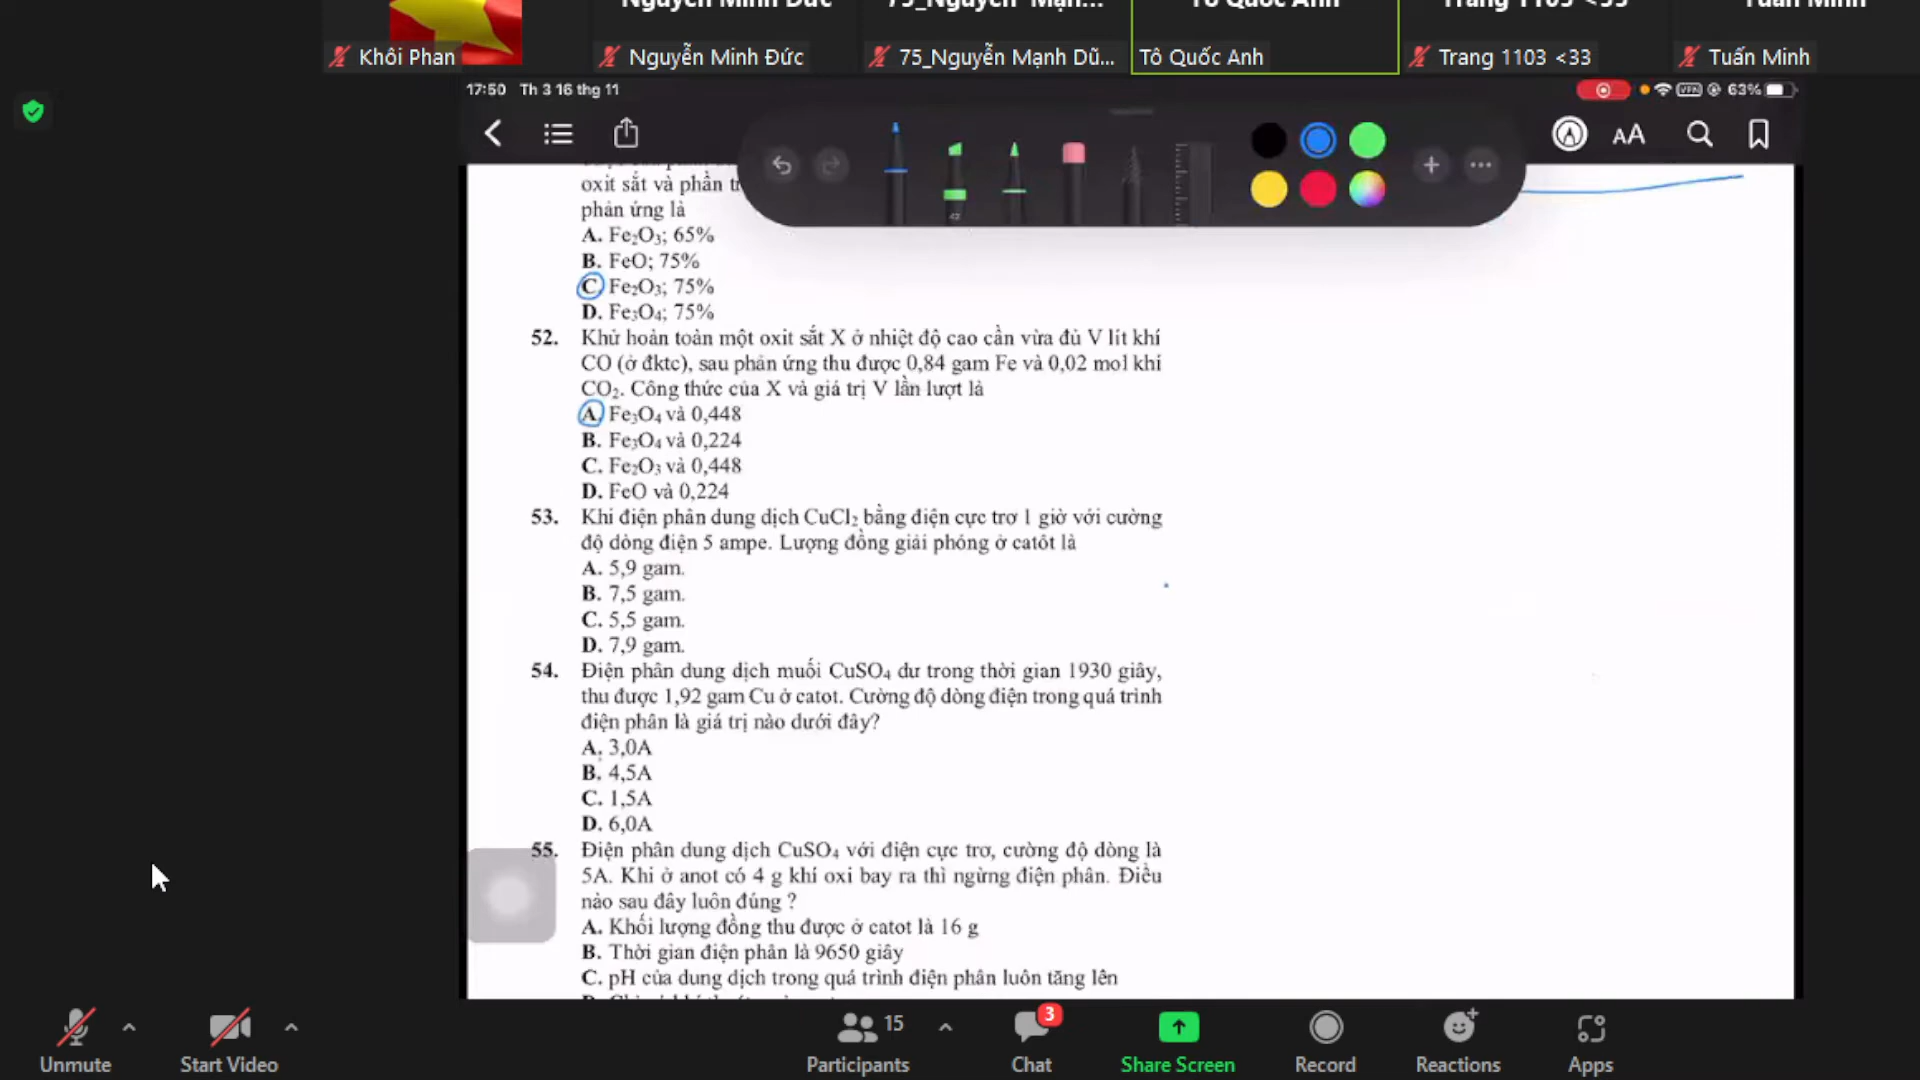 Khôi Phan
Nguyễn Minh Đức
75_Nguyễn Mạnh Dũ...
Tô Quốc Anh
Trang 1103 <33
Tuấn Minh
17:50 Th 3 16 thg 11
VPN 63%
AA
oxit sắt và phần
phản ứng là
A. Fe₂O₃; 65%
B. FeO; 75%
C. Fe₂O₃; 75%
D. Fe₃O₄; 75%
52. Khử hoàn toàn một oxit sắt X ở nhiệt độ cao cần vừa đủ V lít khí
CO (ở đktc), sau phản ứng thu được 0,84 gam Fe và 0,02 mol khí
CO₂. Công thức của X và giá trị V lần lượt là
A. Fe₃O₄ và 0,448
B. Fe₃O₄ và 0,224
C. Fe₂O₃ và 0,448
D. FeO và 0,224
53. Khi điện phân dung dịch CuCl₂ bằng điện cực trơ 1 giờ với cường
độ dòng điện 5 ampe. Lượng đồng giải phóng ở catôt là
A. 5,9 gam.
B. 7,5 gam.
C. 5,5 gam.
D. 7,9 gam.
54. Điện phân dung dịch muối CuSO₄ dư trong thời gian 1930 giây,
thu được 1,92 gam Cu ở catot. Cường độ dòng điện trong quá trình
điện phân là giá trị nào dưới đây?
A. 3,0A
B. 4,5A
C. 1,5A
D. 6,0A
55. Điện phân dung dịch CuSO₄ với điện cực trơ, cường độ dòng là
5A. Khi ở anot có 4 g khí oxi bay ra thì ngừng điện phân. Điều
nào sau đây luôn đúng ?
A. Khối lượng đồng thu được ở catot là 16 g
B. Thời gian điện phân là 9650 giây
C. pH của dung dịch trong quá trình điện phân luôn tăng lên
Unmute
Start Video
Participants 15
Chat 3
Share Screen
Record
Reactions
Apps